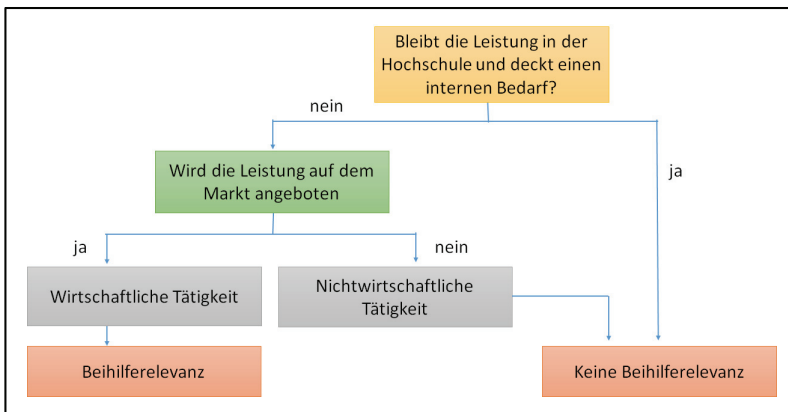 Bleibt die Leistung in der
Hochschule und deckt einen
internen Bedarf?
nein
ja
Wird die Leistung auf dem
Markt angeboten
ja
nein
Wirtschaftliche Tätigkeit
Nichtwirtschaftliche
Tätigkeit
Beihilferelevanz
Keine Beihilferelevanz